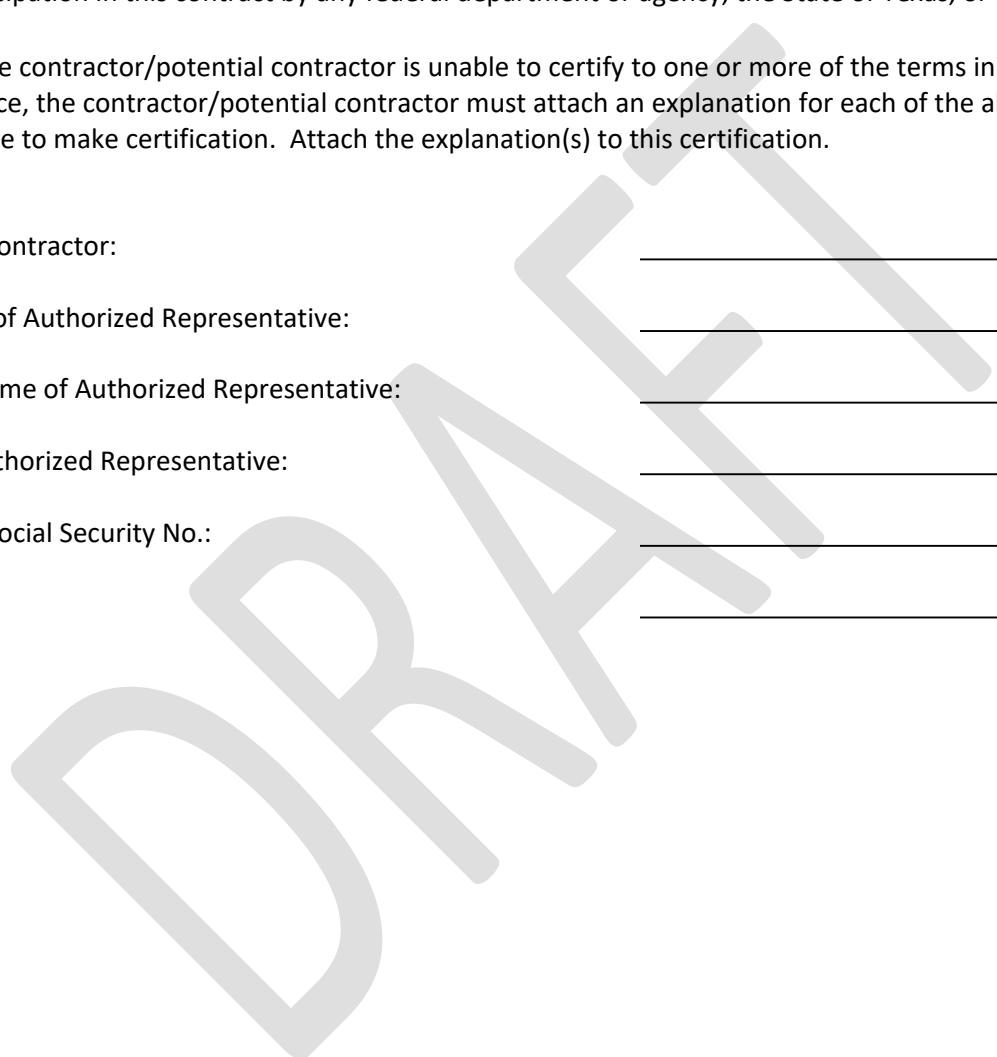 ipation in this contract by any federal department or agency, the State of Texas, or
e contractor/potential contractor is unable to certify to one or more of the terms in
ce, the contractor/potential contractor must attach an explanation for each of the a
e to make certification.  Attach the explanation(s) to this certification.
ontractor:
of Authorized Representative:
me of Authorized Representative:
thorized Representative:
ocial Security No.:
DRAFT